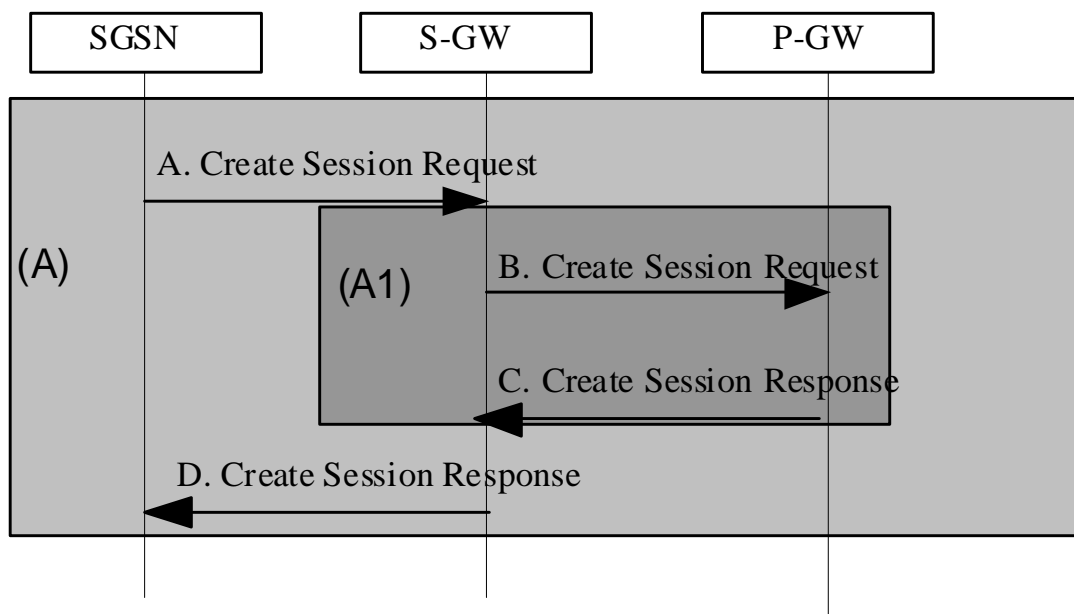 SGSN
S-GW
P-GW
A. Create Session Request
(A)
(A1)
B. Create Session Request
C. Create Session Response
D. Create Session Response